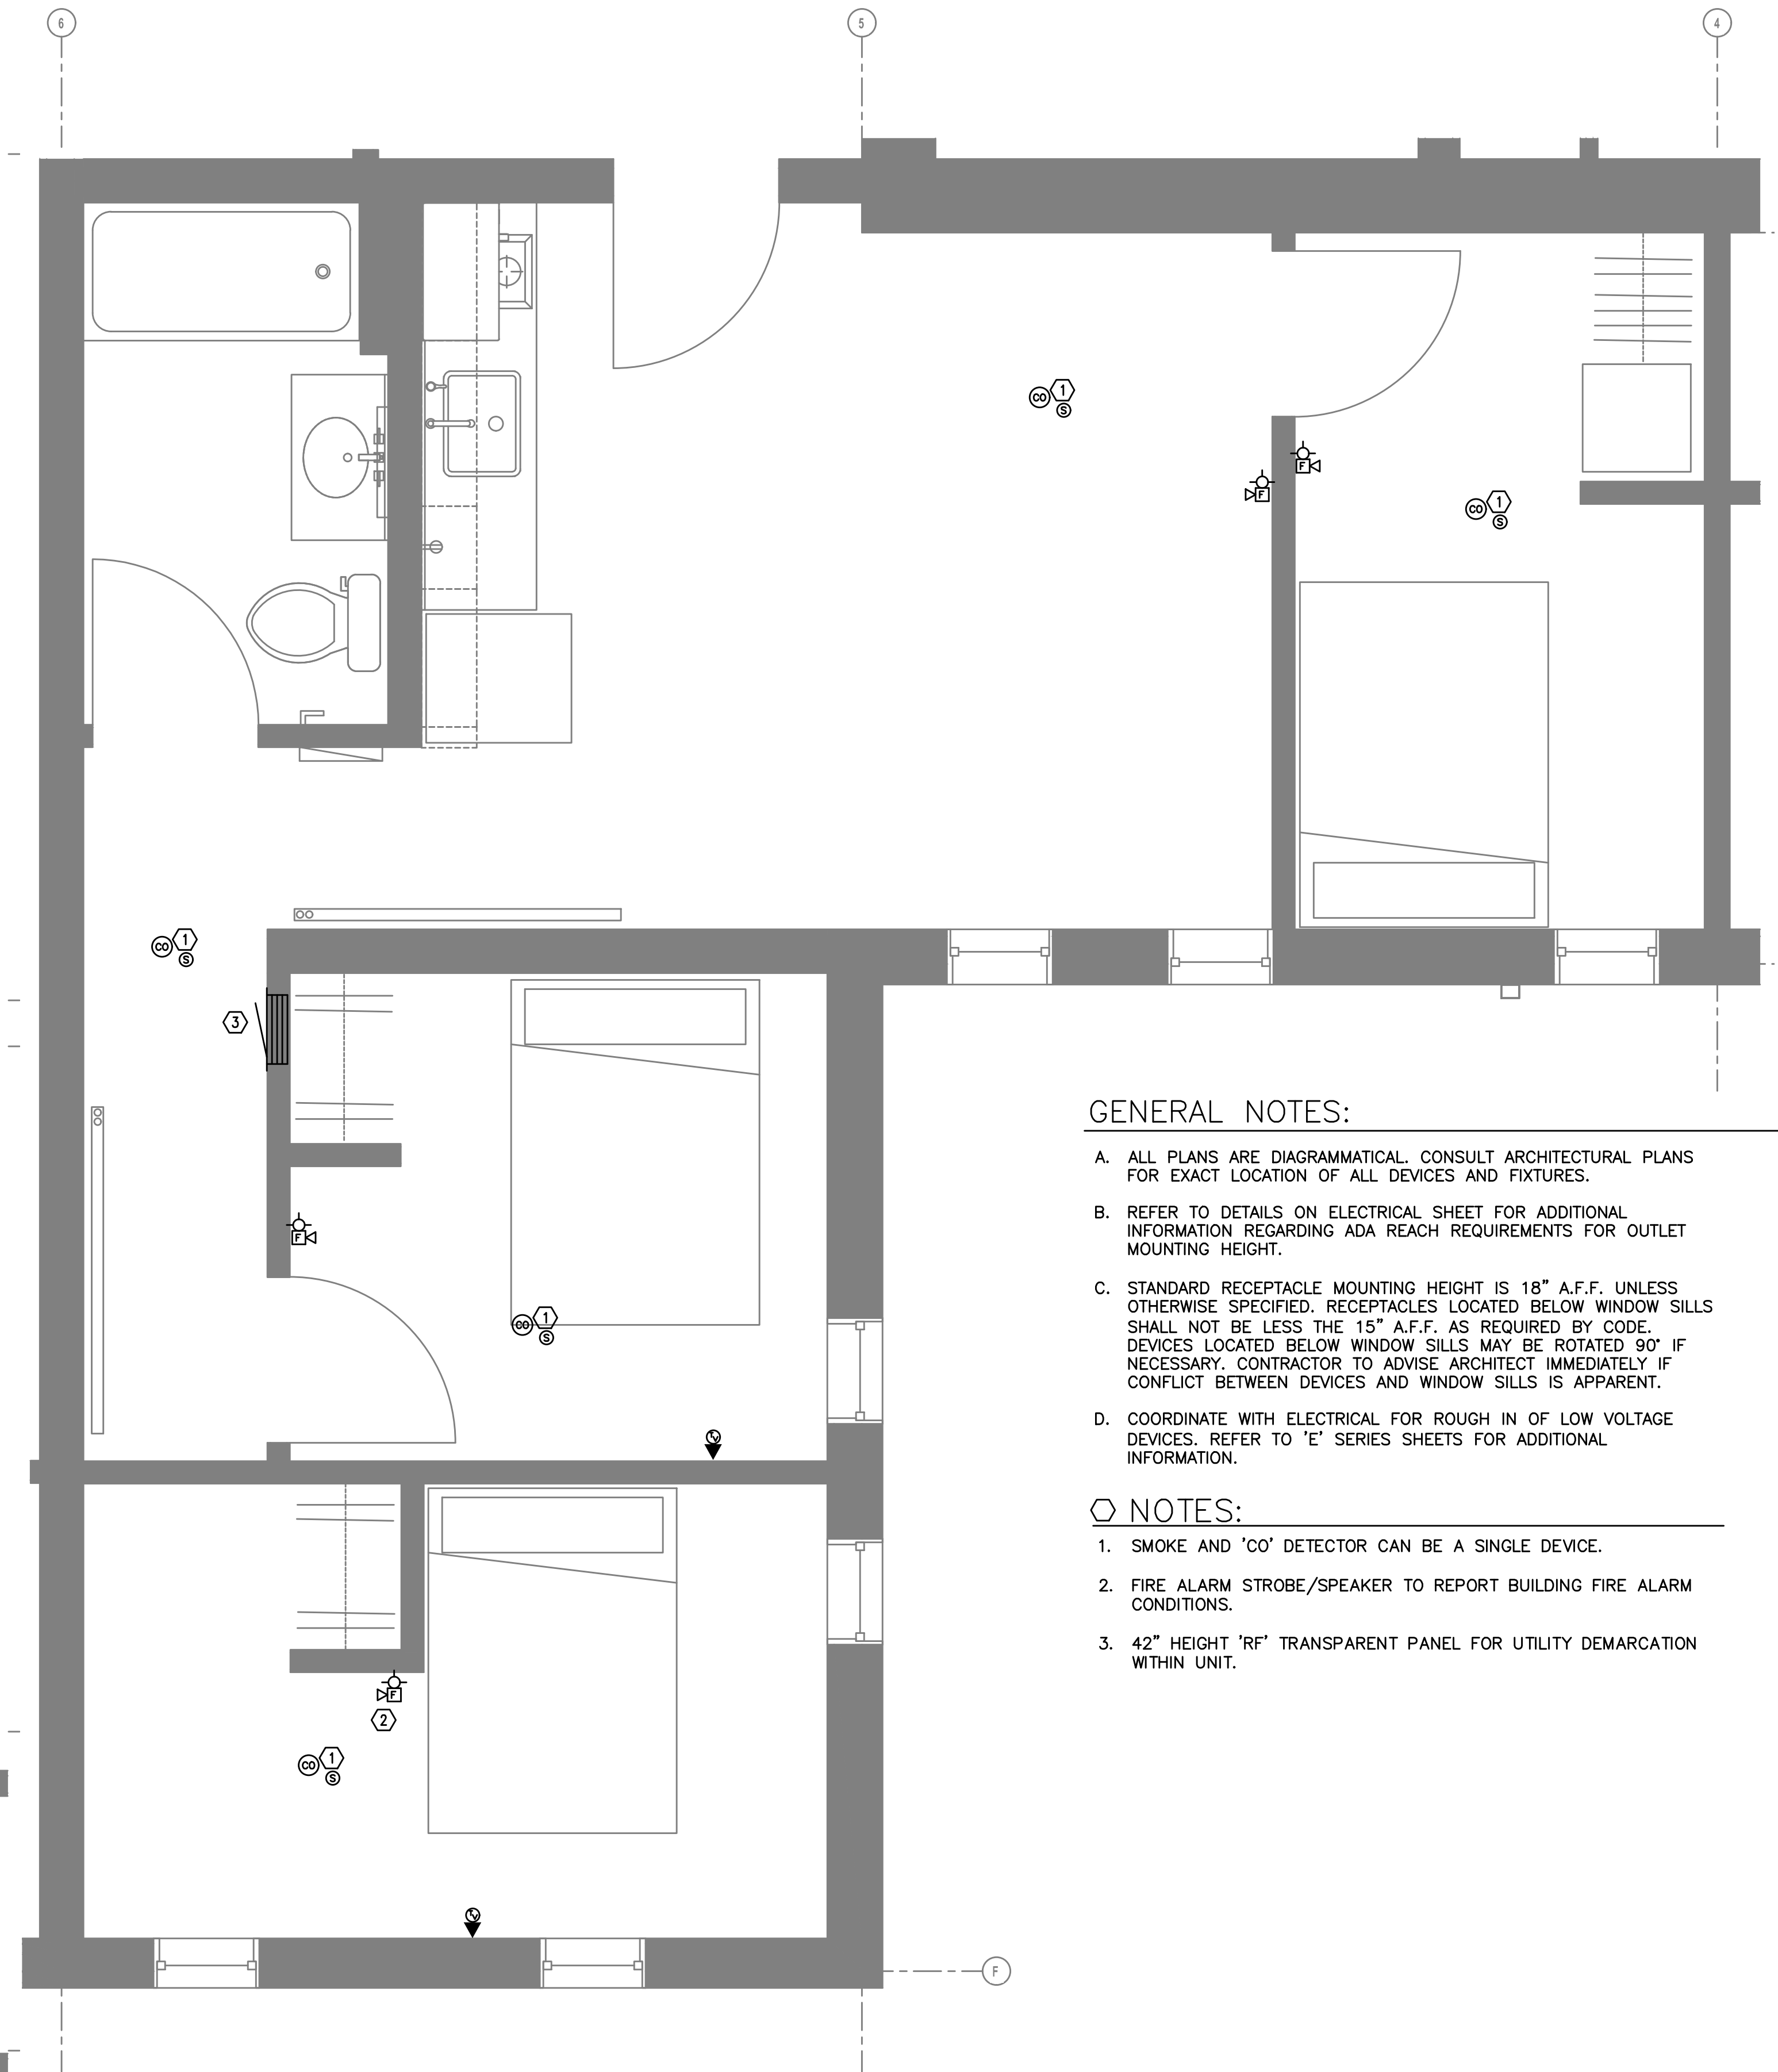 6
5
4
CO 1
S
F
F
CO 1
S
CO 1
S
3
F
CO 1
S
TV
F
2
CO 1
S
TV
F
GENERAL NOTES:
A. ALL PLANS ARE DIAGRAMMATICAL. CONSULT ARCHITECTURAL PLANS
FOR EXACT LOCATION OF ALL DEVICES AND FIXTURES.
B. REFER TO DETAILS ON ELECTRICAL SHEET FOR ADDITIONAL
INFORMATION REGARDING ADA REACH REQUIREMENTS FOR OUTLET
MOUNTING HEIGHT.
C. STANDARD RECEPTACLE MOUNTING HEIGHT IS 18" A.F.F. UNLESS
OTHERWISE SPECIFIED. RECEPTACLES LOCATED BELOW WINDOW SILLS
SHALL NOT BE LESS THE 15" A.F.F. AS REQUIRED BY CODE.
DEVICES LOCATED BELOW WINDOW SILLS MAY BE ROTATED 90° IF
NECESSARY. CONTRACTOR TO ADVISE ARCHITECT IMMEDIATELY IF
CONFLICT BETWEEN DEVICES AND WINDOW SILLS IS APPARENT.
D. COORDINATE WITH ELECTRICAL FOR ROUGH IN OF LOW VOLTAGE
DEVICES. REFER TO 'E' SERIES SHEETS FOR ADDITIONAL
INFORMATION.
NOTES:
1. SMOKE AND 'CO' DETECTOR CAN BE A SINGLE DEVICE.
2. FIRE ALARM STROBE/SPEAKER TO REPORT BUILDING FIRE ALARM
CONDITIONS.
3. 42" HEIGHT 'RF' TRANSPARENT PANEL FOR UTILITY DEMARCATION
WITHIN UNIT.